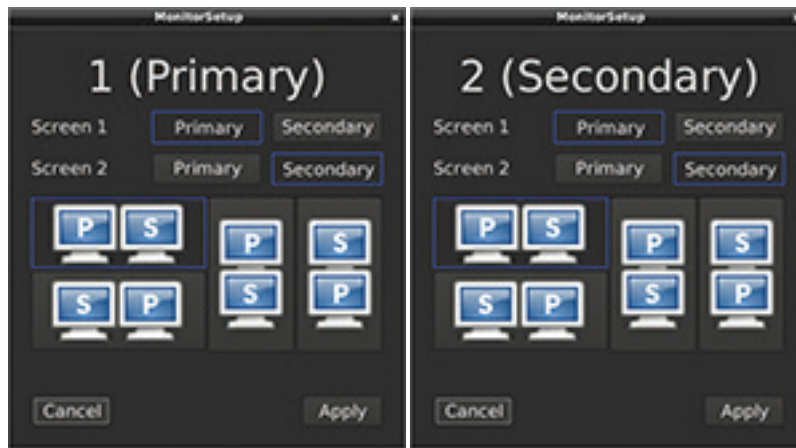 MonitorSetup x
1 (Primary)
Screen 1 Primary Secondary
Screen 2 Primary Secondary
P S
P
S
S
P
S P
Cancel Apply
MonitorSetup x
2 (Secondary)
Screen 1 Primary Secondary
Screen 2 Primary Secondary
P S
P
S
S
P
S P
Cancel Apply